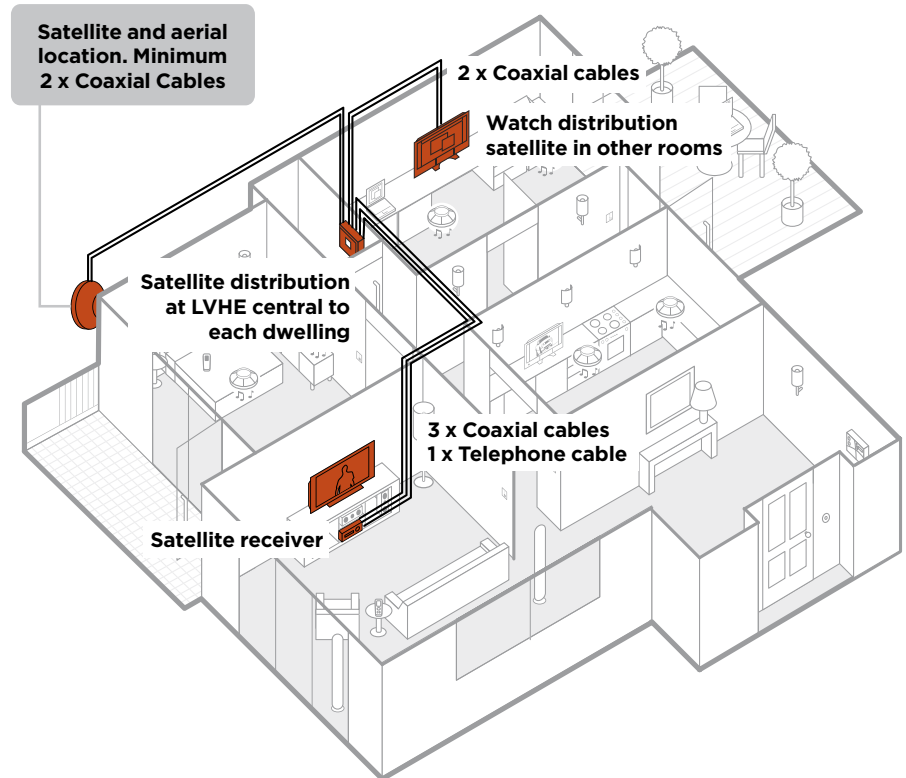 Satellite and aerial
location. Minimum
2 x Coaxial Cables
2 x Coaxial cables
Watch distribution
satellite in other rooms
Satellite distribution
at LVHE central to
each dwelling
3 x Coaxial cables
1 x Telephone cable
Satellite receiver